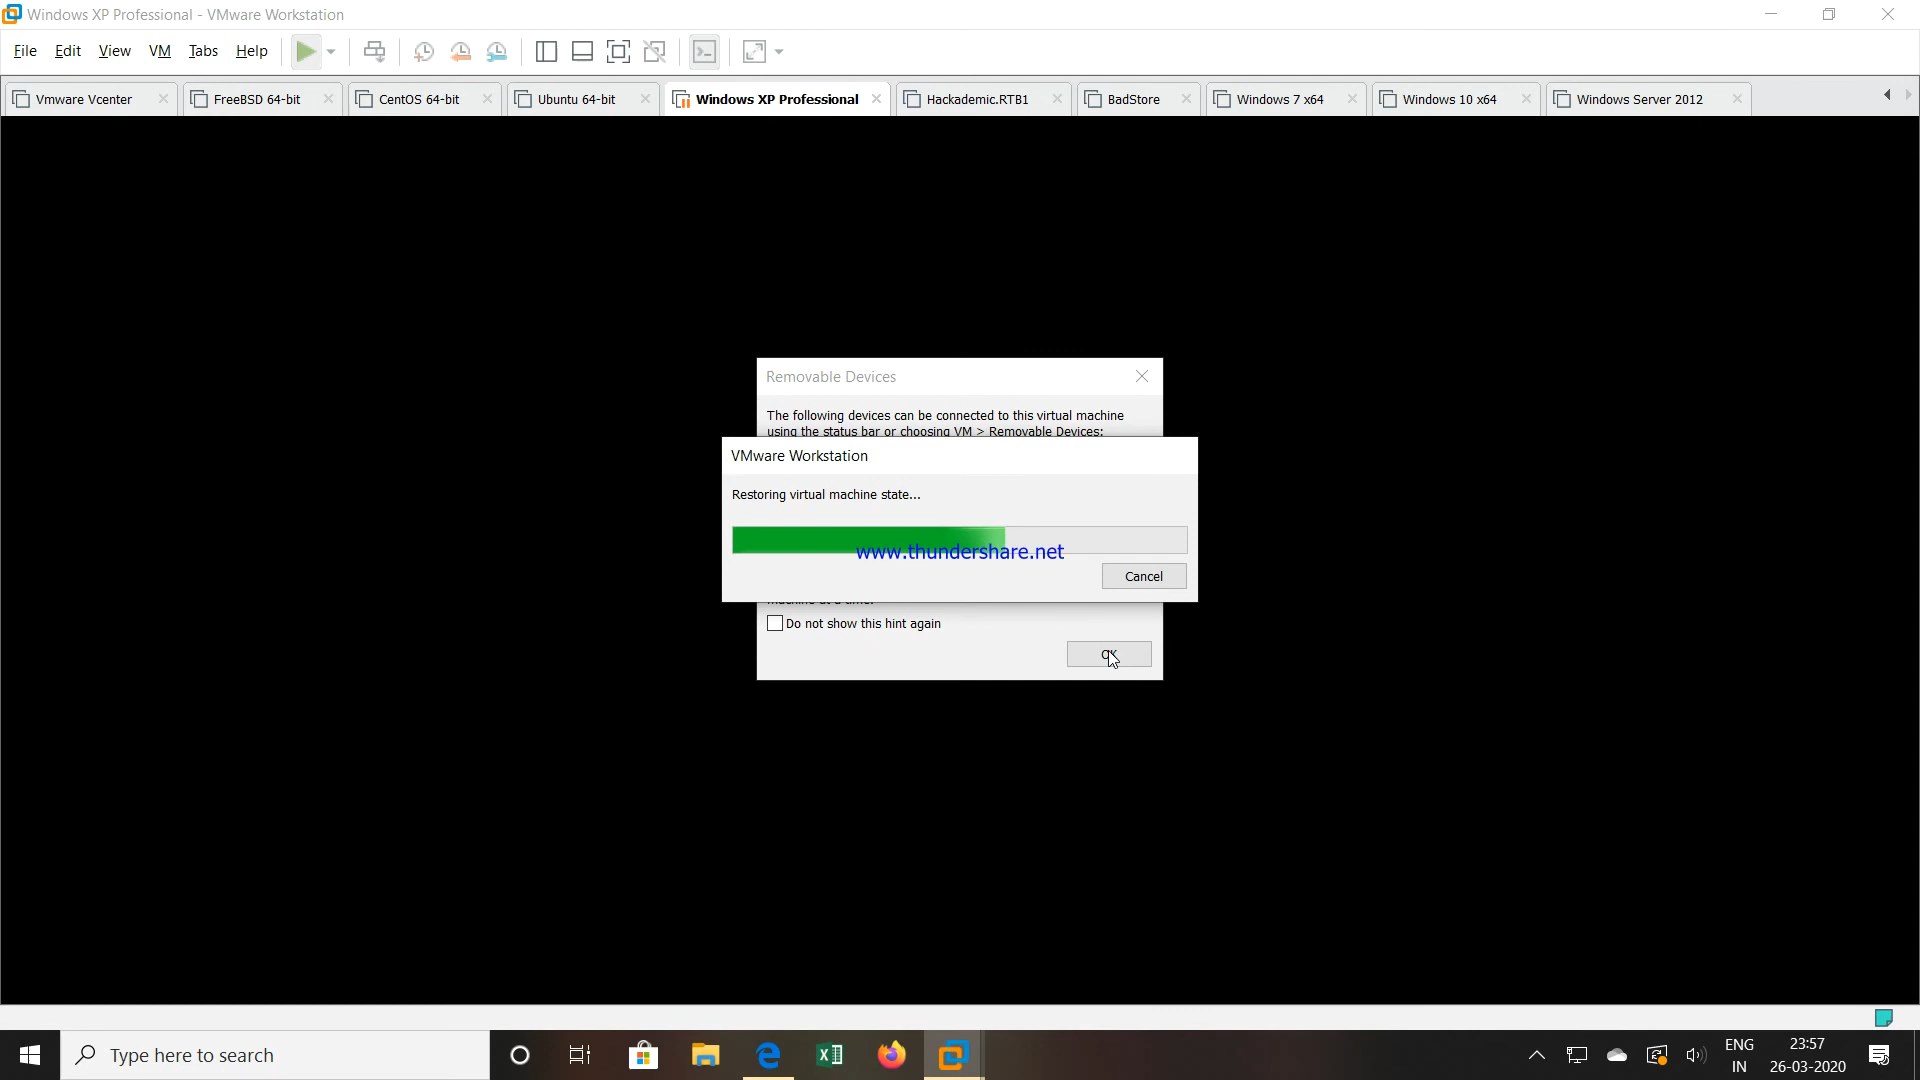 Windows XP Professional - VMware Workstation
File Edit View VM Tabs Help
Vmware Vcenter FreeBSD 64-bit CentOS 64-bit Ubuntu 64-bit Windows XP Professional Hackademic.RTB1 BadStore Windows 7 x64 Windows 10 x64 Windows Server 2012
Removable Devices
The following devices can be connected to this virtual machine
using the status bar or choosing VM > Removable Devices:
VMware Workstation
Restoring virtual machine state...
www.thundershare.net
Cancel
machine at a time.
Do not show this hint again
OK
Type here to search
ENG
IN
23:57
26-03-2020